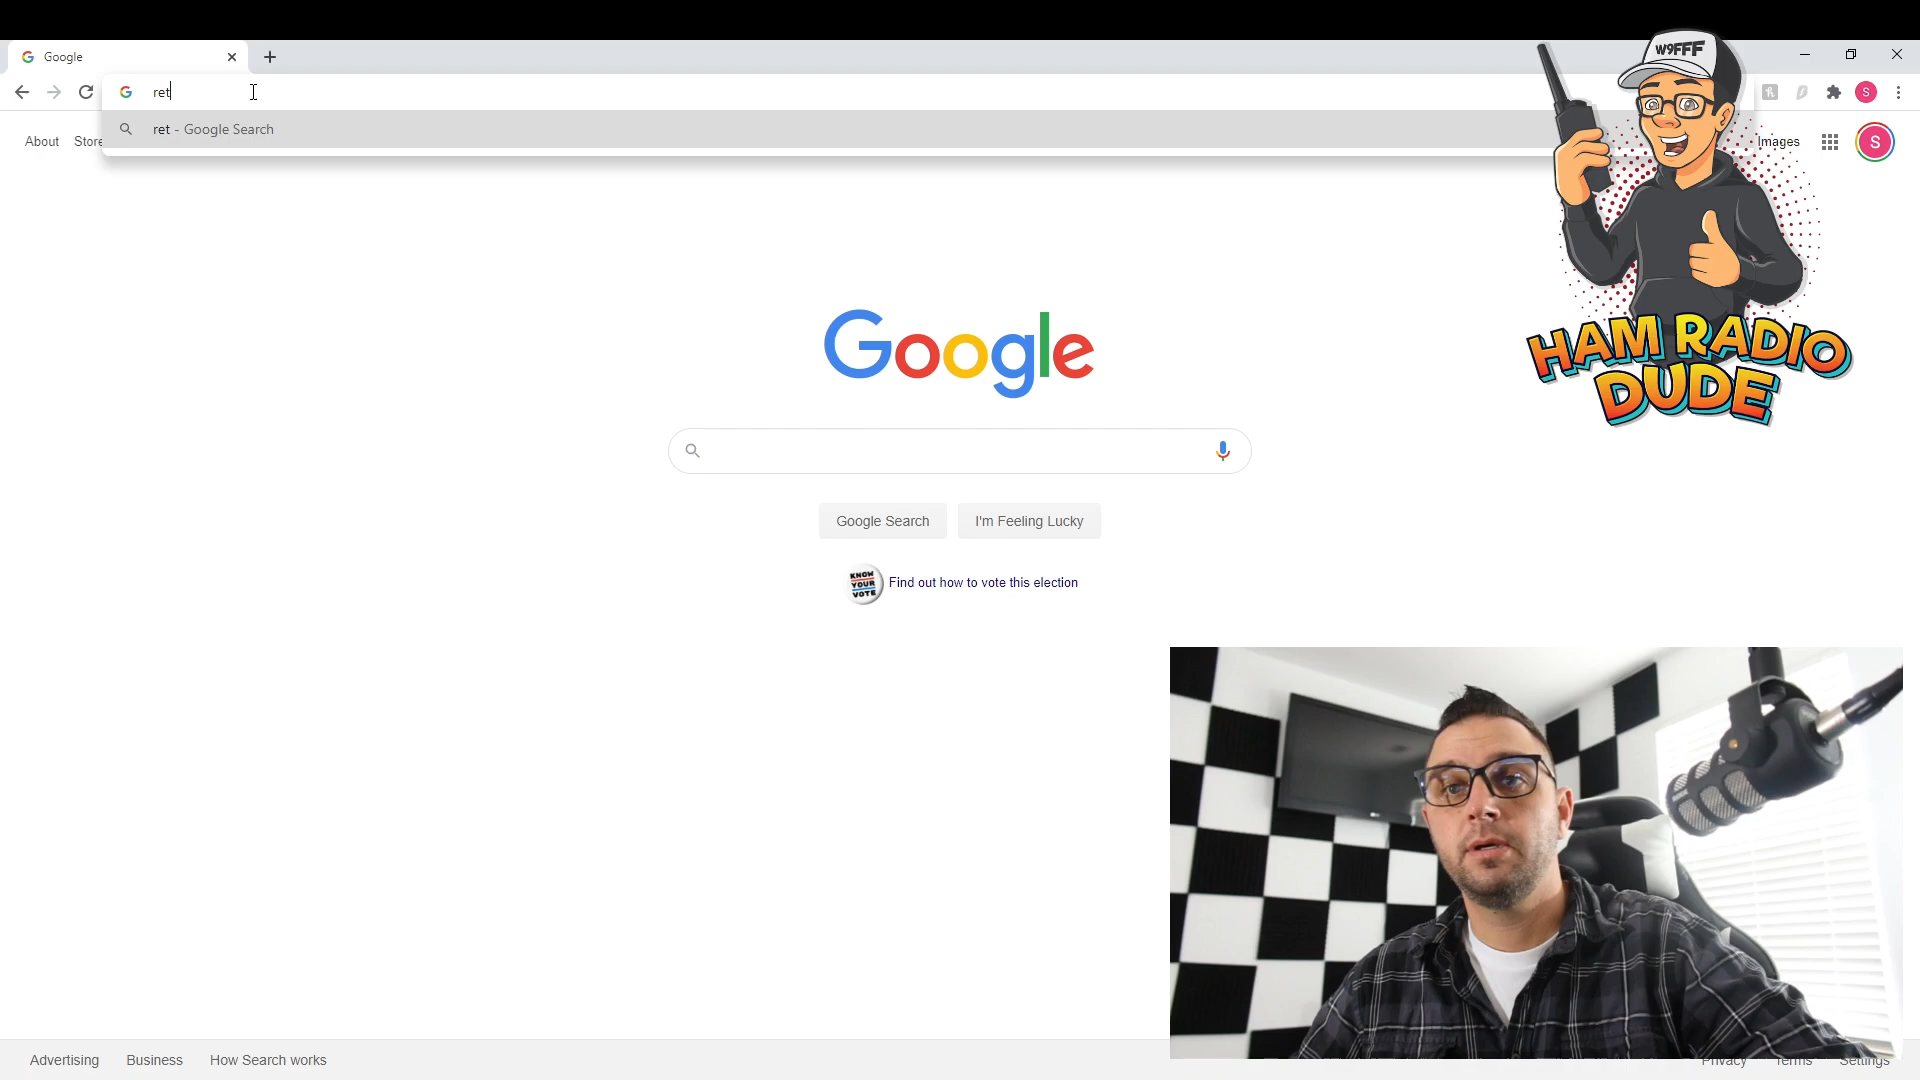 Google
W9FFF
ret
S
ret - Google Search
About
Store
Images
S
Google
HAM RADIO
DUDE
Google Search
I'm Feeling Lucky
KNOW
YOUR
VOTE
Find out how to vote this election
Advertising
Business
How Search works
Privacy
Terms
Settings